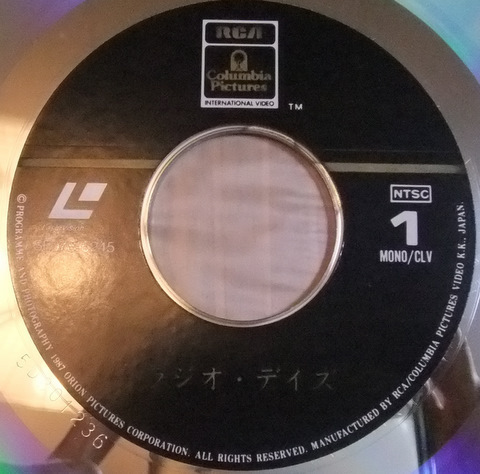 RCA
Columbia
Pictures
INTERNATIONAL VIDEO
TM
NTSC
1
MONO/CLV
ラジオ・デイズ
© PROGRAMME AND PHOTOGRAPHY 1987 ORION PICTURES CORPORATION. ALL RIGHTS RESERVED. MANUFACTURED BY RCA/COLUMBIA PICTURES VIDEO K.K., JAPAN.